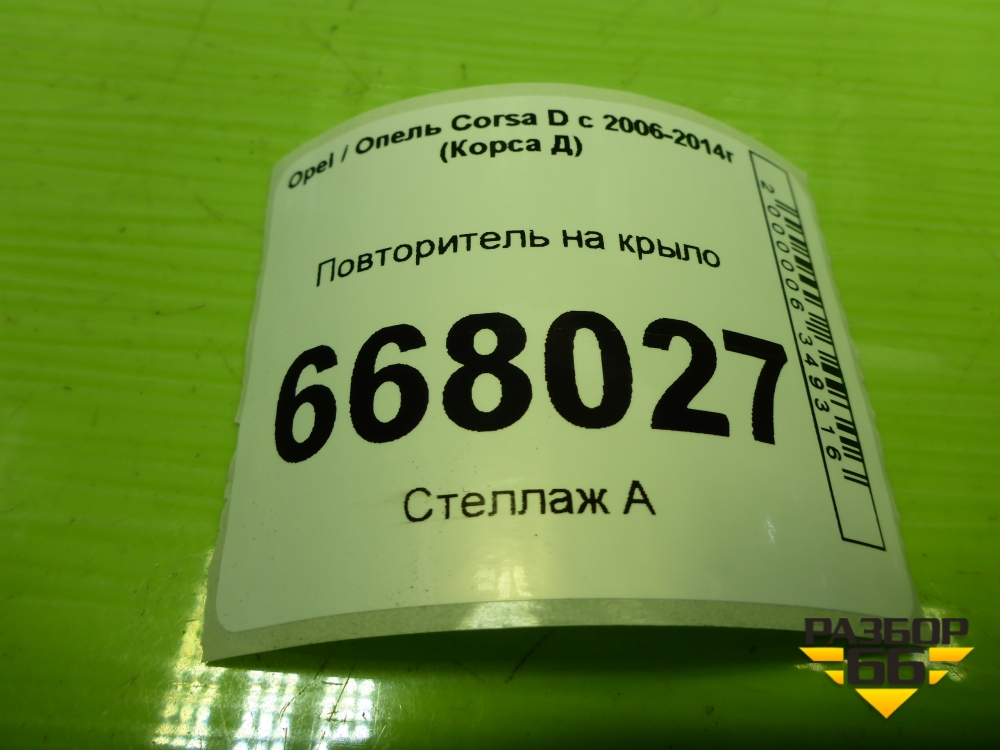 Opel / Опель Corsa D с 2006-2014г
(Корса Д)
Повторитель на крыло
668027
Стеллаж А
2000006349316
РАЗБОР
66